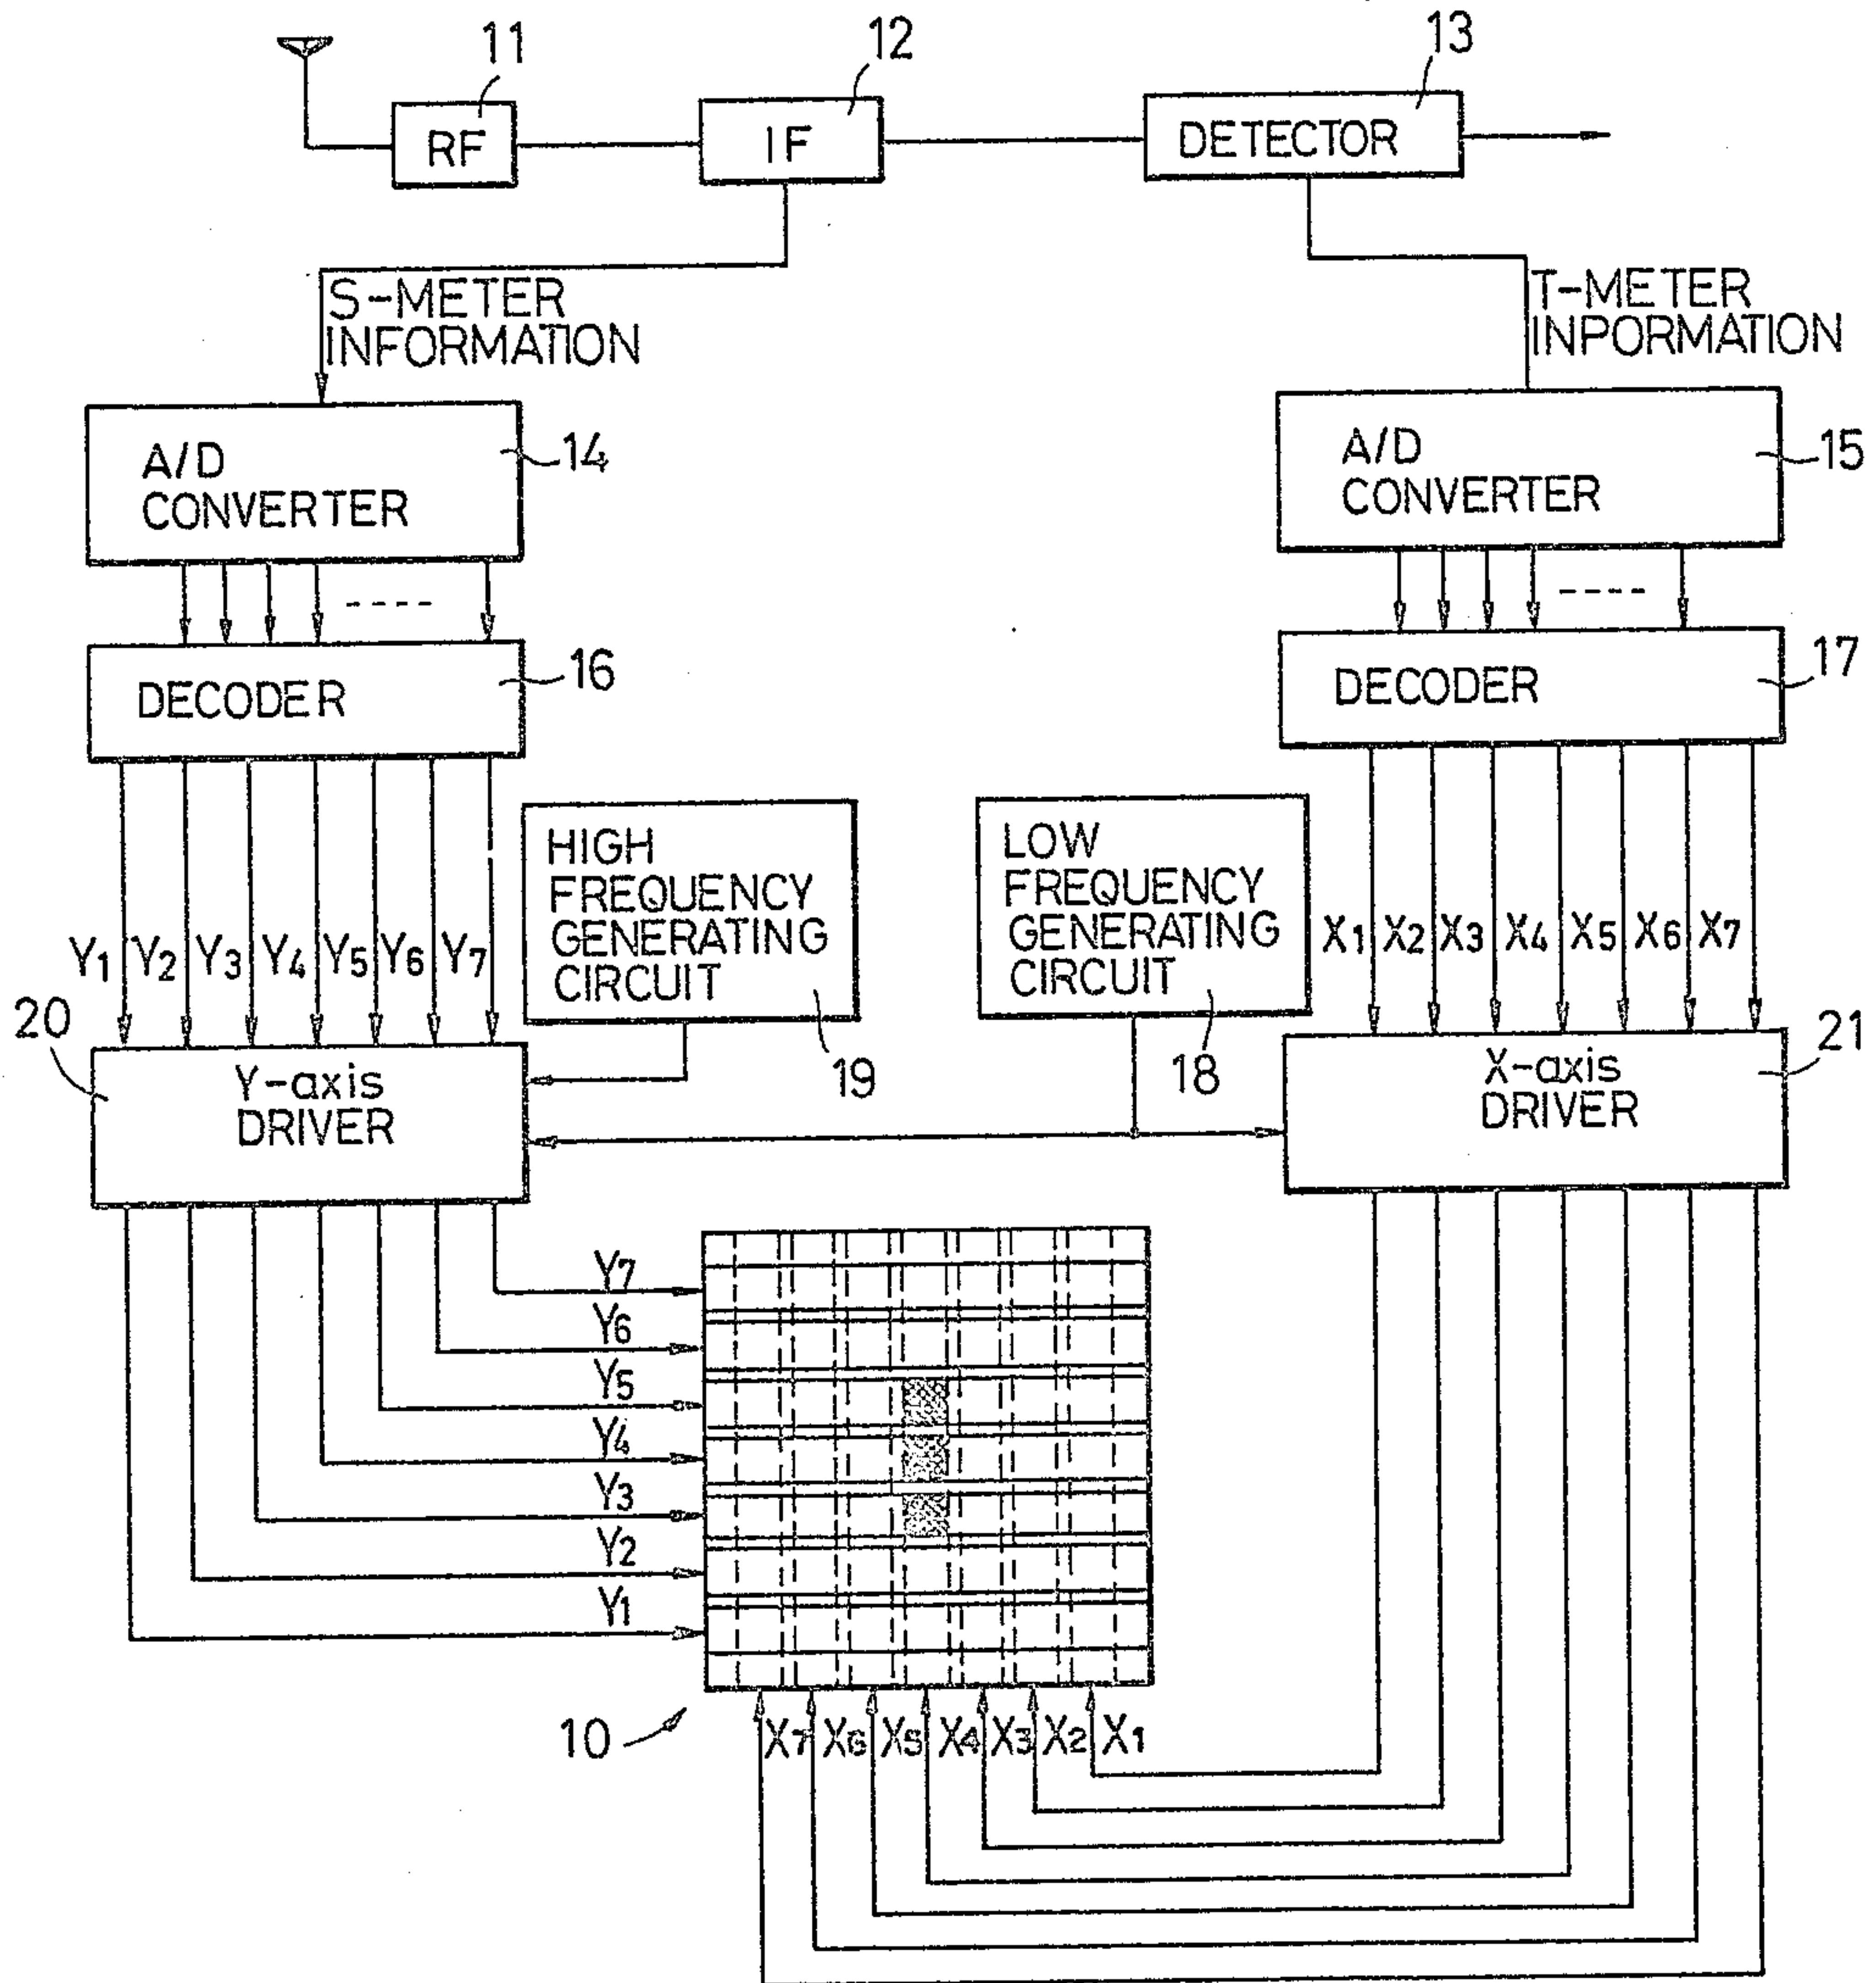 11
12
13
RF
IF
DETECTOR
S-METER
INFORMATION
T-METER
INPORMATION
A/D
CONVERTER
14
A/D
CONVERTER
15
DECODER
16
DECODER
17
HIGH
FREQUENCY
GENERATING
CIRCUIT
19
LOW
FREQUENCY
GENERATING
CIRCUIT
18
Y1 Y2 Y3 Y4 Y5 Y6 Y7
X1 X2 X3 X4 X5 X6 X7
20
Y-axis
DRIVER
21
X-axis
DRIVER
Y7
Y6
Y5
Y4
Y3
Y2
Y1
10
X7 X6 X5 X4 X3 X2 X1